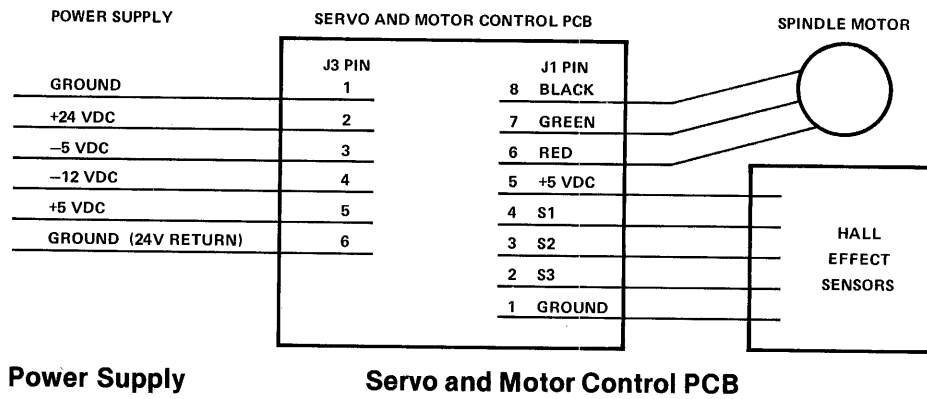 POWER SUPPLY
SERVO AND MOTOR CONTROL PCB
SPINDLE MOTOR
J3 PIN
GROUND 1
+24 VDC 2
−5 VDC 3
−12 VDC 4
+5 VDC 5
GROUND (24V RETURN) 6
J1 PIN
8 BLACK
7 GREEN
6 RED
5 +5 VDC
4 S1
3 S2
2 S3
1 GROUND
HALL
EFFECT
SENSORS
Power Supply
Servo and Motor Control PCB